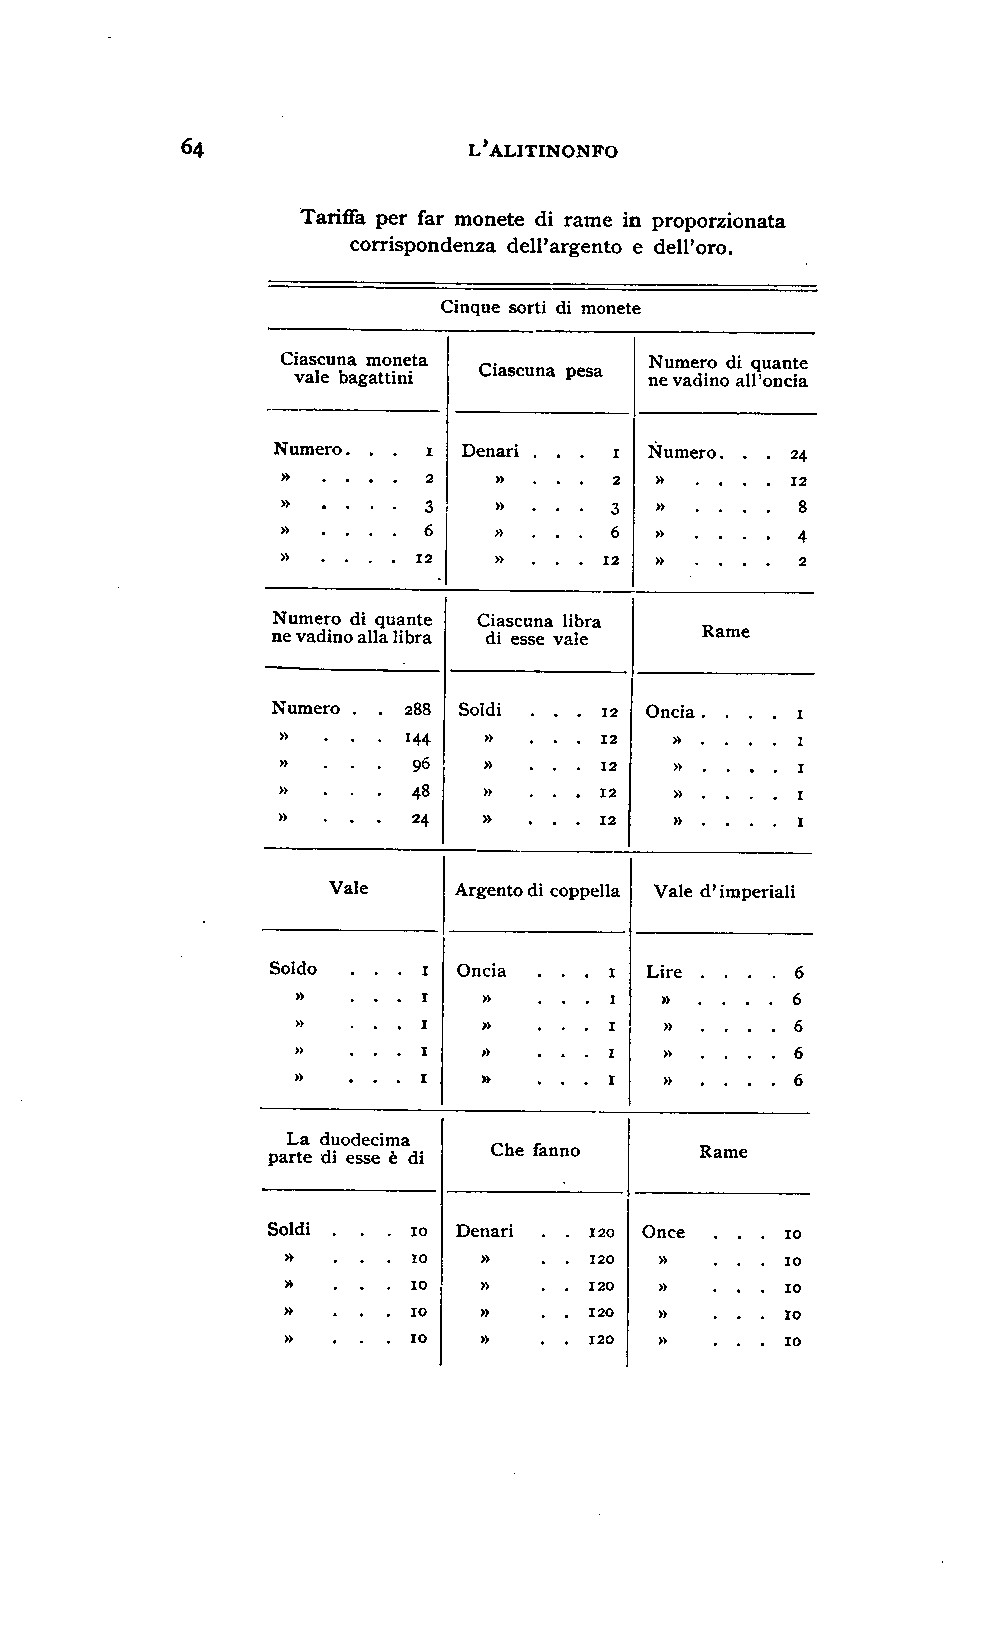 64 L'ALITINONFO
Tariffa per far monete di rame in proporzionata
corrispondenza dell'argento e dell'oro.
Cinque sorti di monete
Ciascuna moneta
vale bagattini
Ciascuna pesa
Numero di quante
ne vadino all'oncia
Numero. . . 1 Denari . . . 1 Numero. . . 24
» . . . . 2 » . . . 2 » . . . . 12
» . . . . 3 » . . . 3 » . . . . 8
» . . . . 6 » . . . 6 » . . . . 4
» . . . . 12 » . . . 12 » . . . . 2
Numero di quante
ne vadino alla libra
Ciascuna libra
di esse vale
Rame
Numero . . 288 Soldi . . . 12 Oncia . . . . 1
» . . . 144 » . . . 12 » . . . . 1
» . . . 96 » . . . 12 » . . . . 1
» . . . 48 » . . . 12 » . . . . 1
» . . . 24 » . . . 12 » . . . . 1
Vale Argento di coppella Vale d'imperiali
Soldo . . . 1 Oncia . . . 1 Lire . . . . 6
» . . . 1 » . . . 1 » . . . . 6
» . . . 1 » . . . 1 » . . . . 6
» . . . 1 » . . . 1 » . . . . 6
» . . . 1 » . . . 1 » . . . . 6
La duodecima
parte di esse è di
Che fanno
Rame
Soldi . . . 10 Denari . . 120 Once . . . 10
» . . . 10 » . . 120 » . . . 10
» . . . 10 » . . 120 » . . . 10
» . . . 10 » . . 120 » . . . 10
» . . . 10 » . . 120 » . . . 10